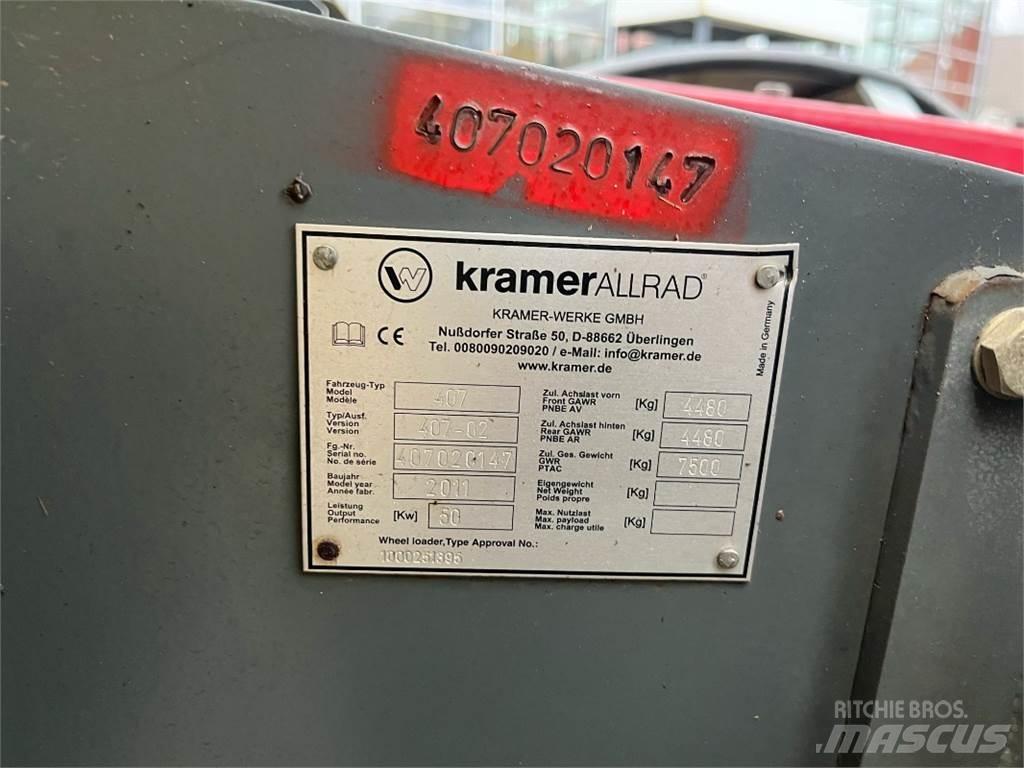 407020147
kramerALLRAD®
KRAMER-WERKE GMBH
Nußdorfer Straße 50, D-88662 Überlingen
Tel. 0080090209020 / e-Mail: info@kramer.de
www.kramer.de
CE
Made in Germany
Fahrzeug-Typ
Model
Modèle
407
Typ/Ausf.
Version
Version
407-02
Fg.-Nr.
Serial no.
No. de série
407020147
Baujahr
Model year
Année fabr.
2011
Leistung
Output
Performance
[Kw]
50
Zul. Achslast vorn
Front GAWR
PNBE AV
[Kg]
4480
Zul. Achslast hinten
Rear GAWR
PNBE AR
[Kg]
4480
Zul. Ges. Gewicht
GWR
PTAC
[Kg]
7500
Eigengewicht
Net Weight
Poids propre
[Kg]
Max. Nutzlast
Max. payload
Max. charge utile
[Kg]
Wheel loader,Type Approval No.:
1000251895
RITCHIE BROS.
MASCUS